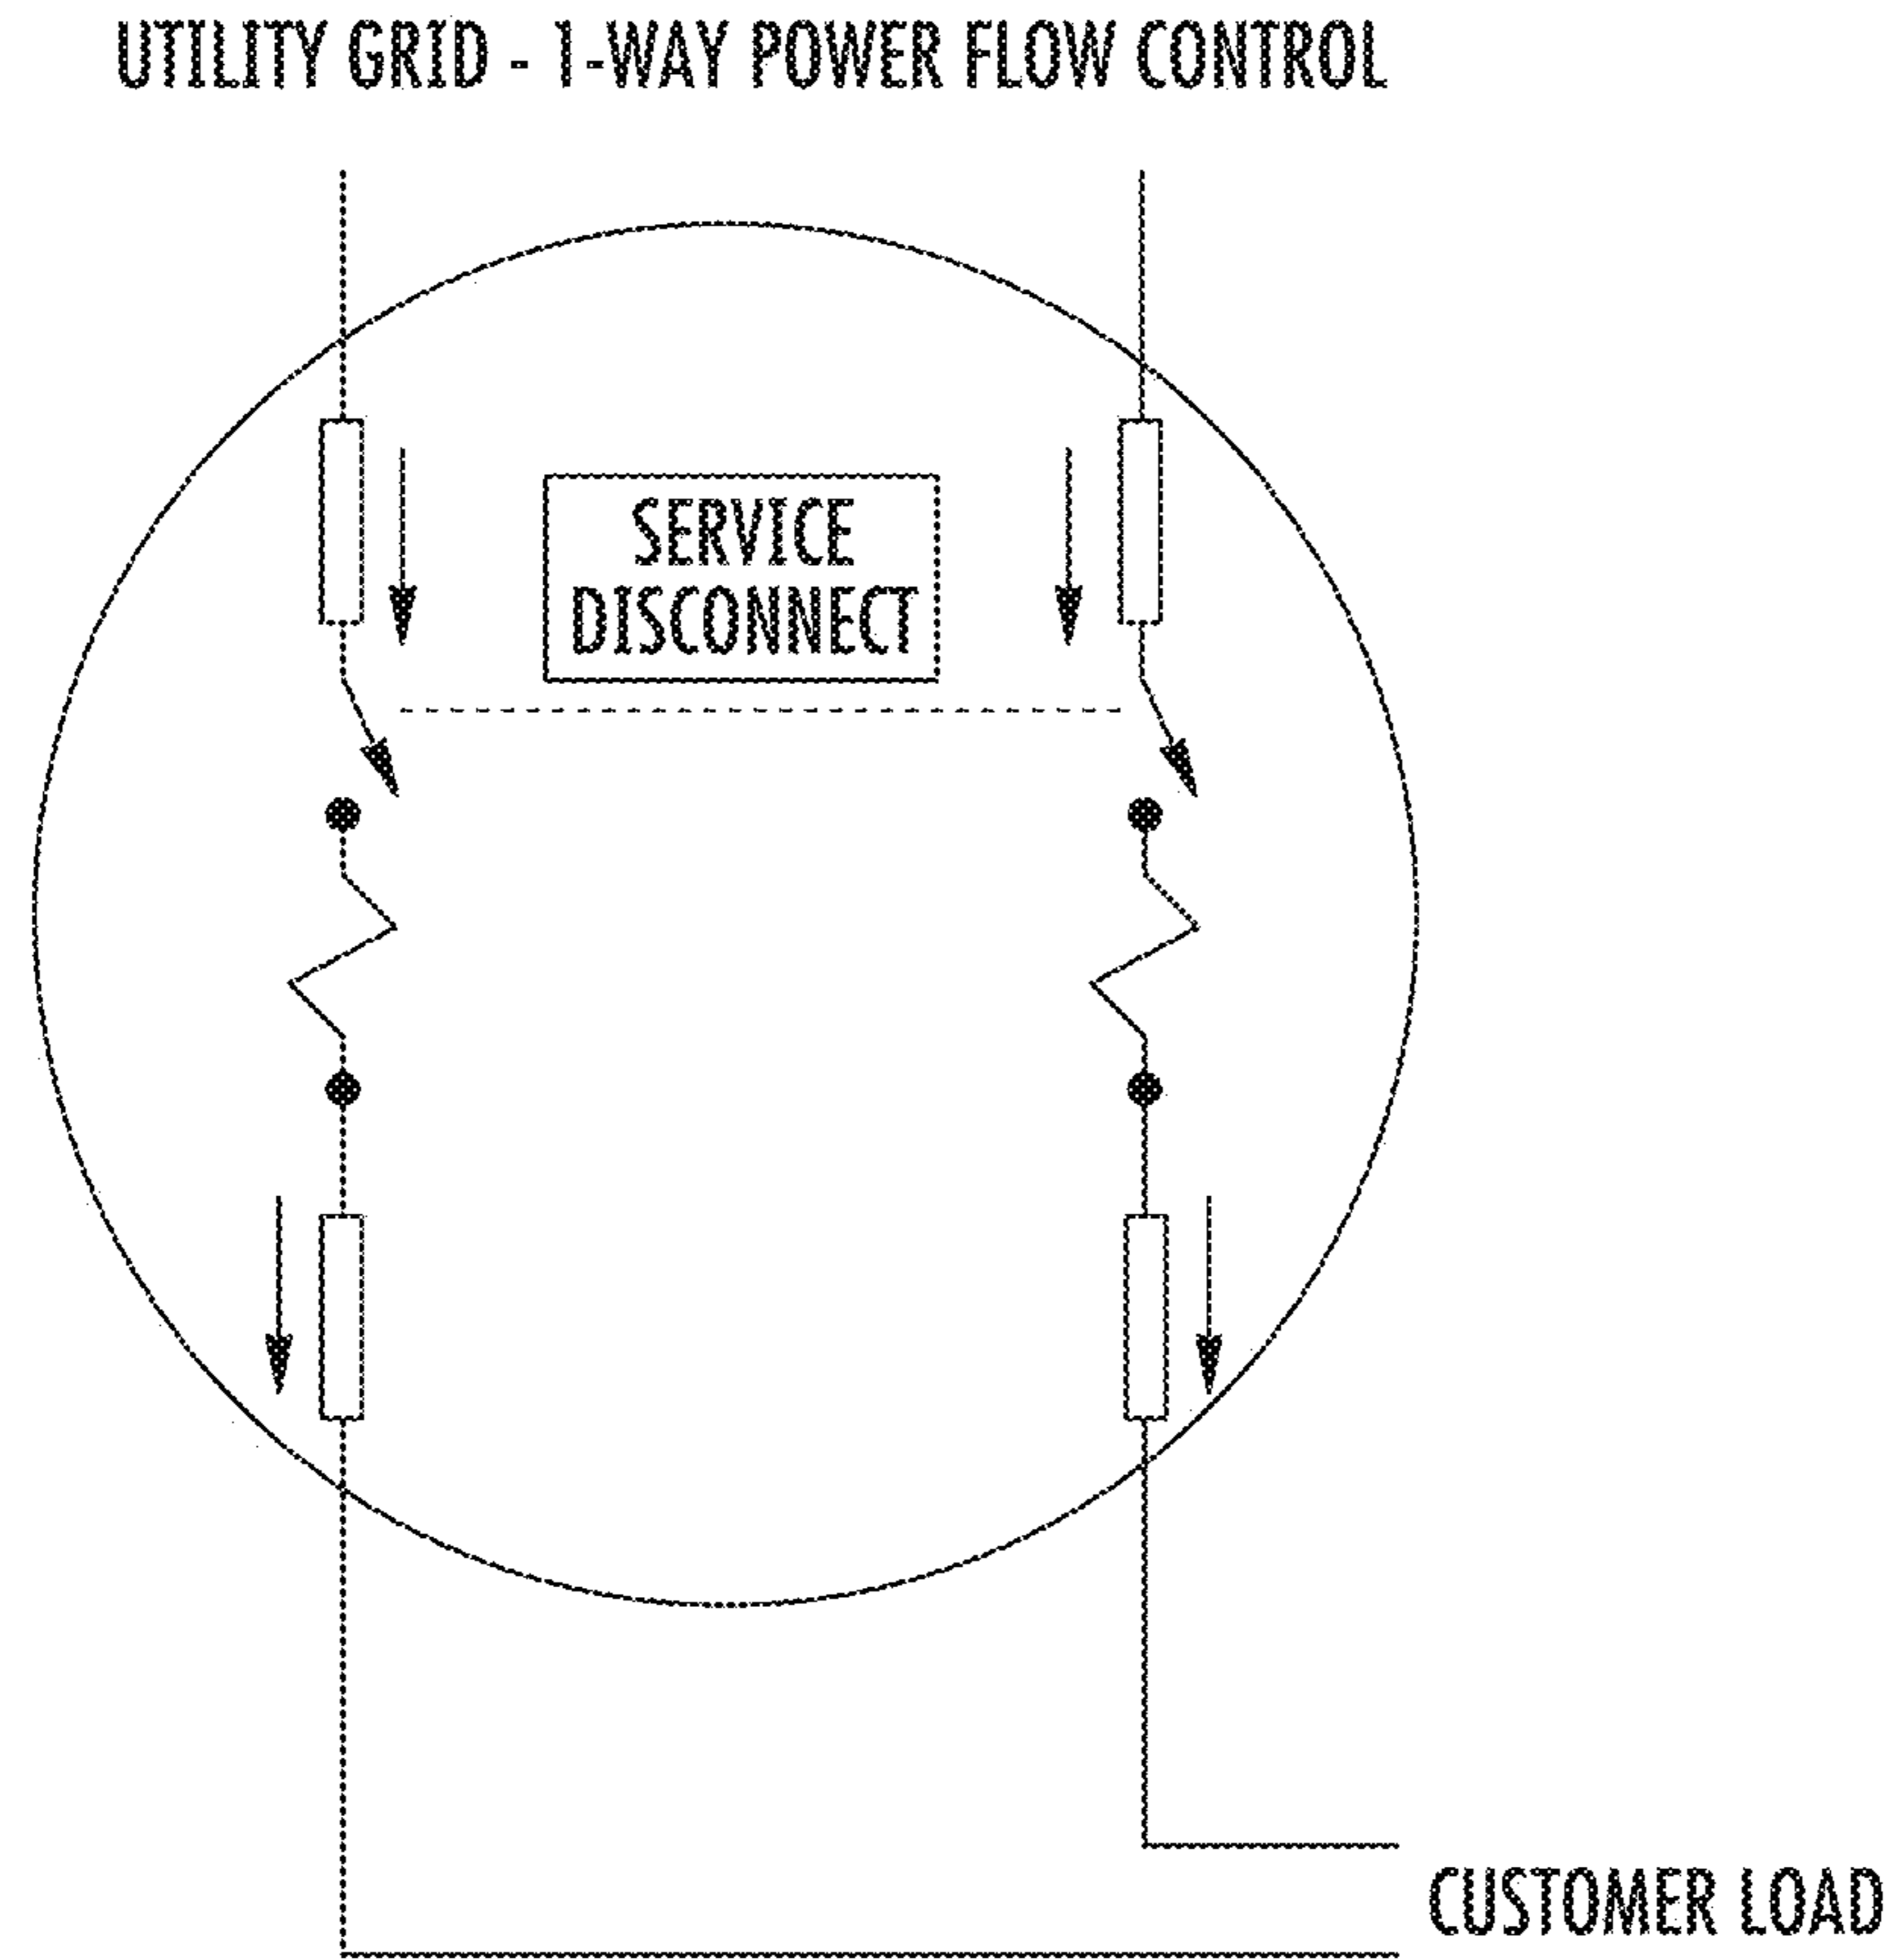 UTILITY GRID - 1-WAY POWER FLOW CONTROL
SERVICE
DISCONNECT
CUSTOMER LOAD